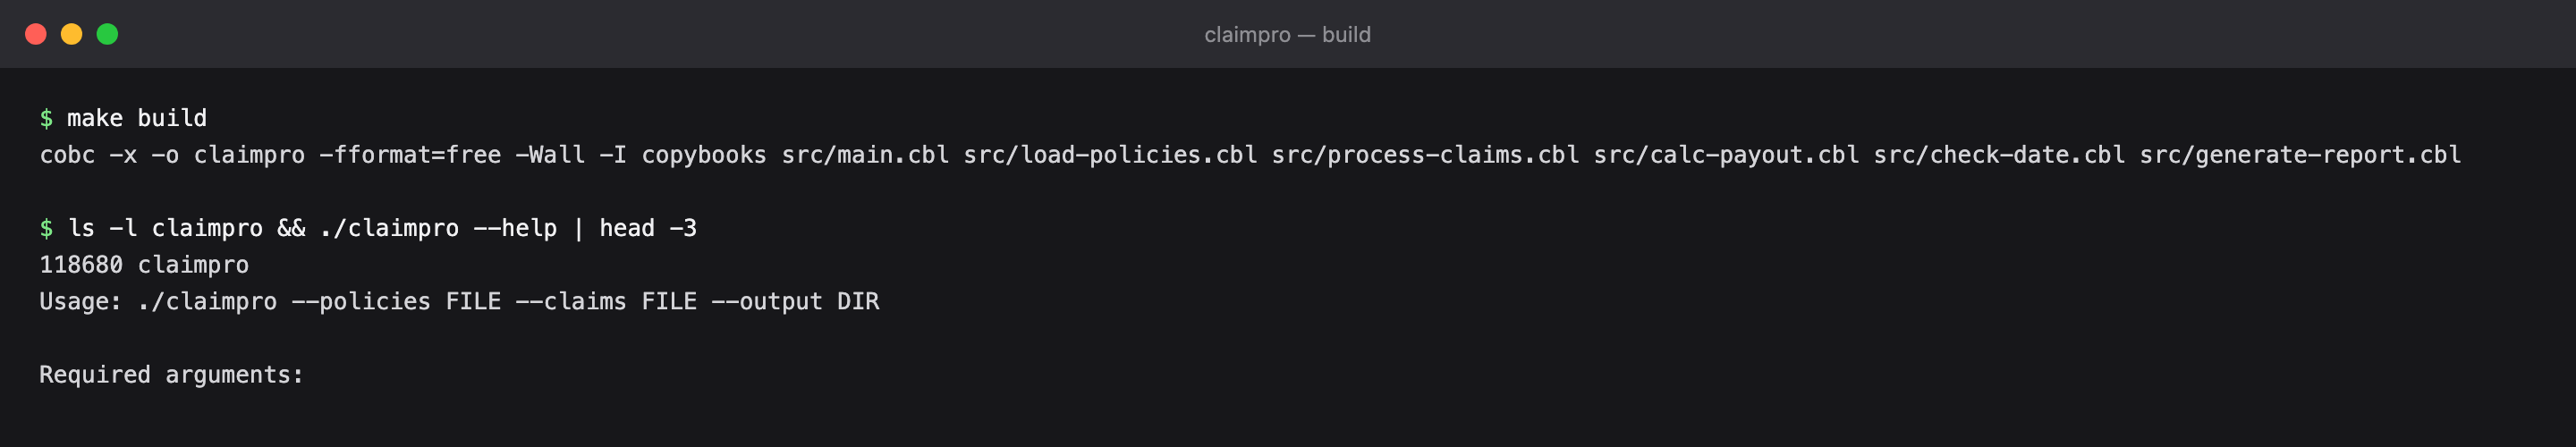 claimpro — build
$ make build
cobc -x -o claimpro -fformat=free -Wall -I copybooks src/main.cbl src/load-policies.cbl src/process-claims.cbl src/calc-payout.cbl src/check-date.cbl src/generate-report.cbl
$ ls -l claimpro && ./claimpro --help | head -3
118680 claimpro
Usage: ./claimpro --policies FILE --claims FILE --output DIR
Required arguments: